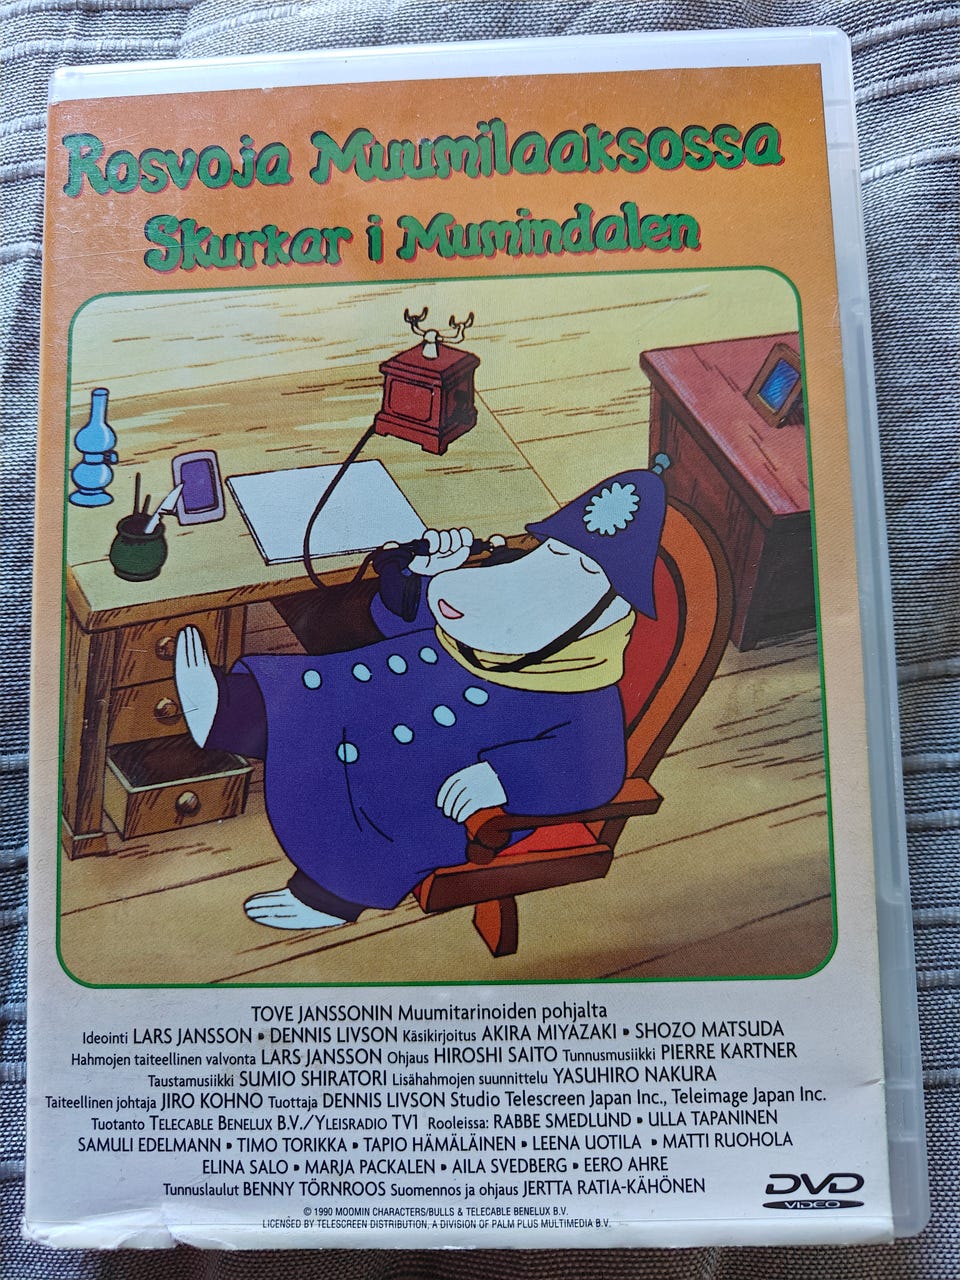 Rosvoja Muumilaaksossa
Skurkar i Mumindalen
TOVE JANSSONIN Muumitarinoiden pohjalta
Ideointi LARS JANSSON • DENNIS LIVSON Käsikirjoitus AKIRA MIYAZAKI • SHOZO MATSUDA
Hahmojen taiteellinen valvonta LARS JANSSON Ohjaus HIROSHI SAITO Tunnusmusiikki PIERRE KARTNER
Taustamusiikki SUMIO SHIRATORI Lisähahmojen suunnittelu YASUHIRO NAKURA
Taiteellinen johtaja JIRO KOHNO Tuottaja DENNIS LIVSON Studio Telescreen Japan Inc., Teleimage Japan Inc.
Tuotanto TELECABLE BENELUX B.V./YLEISRADIO TV1 Rooleissa: RABBE SMEDLUND • ULLA TAPANINEN
SAMULI EDELMANN • TIMO TORIKKA • TAPIO HÄMÄLÄINEN • LEENA UOTILA • MATTI RUOHOLA
ELINA SALO • MARJA PACKALEN • AILA SVEDBERG • EERO AHRE
Tunnuslaulut BENNY TÖRNROOS Suomennos ja ohjaus JERTTA RATIA-KÄHÖNEN
© 1990 MOOMIN CHARACTERS/BULLS & TELECABLE BENELUX B.V.
LICENSED BY TELESCREEN DISTRIBUTION, A DIVISION OF PALM PLUS MULTIMEDIA B.V.
DVD
VIDEO